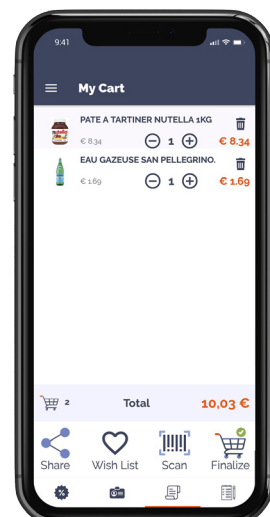 9:41
My Cart
PATE A TARTINER NUTELLA 1KG
€ 8.34 1 € 8.34
EAU GAZEUSE SAN PELLEGRINO.
€ 1.69 1 € 1.69
2 Total 10,03 €
Share Wish List Scan Finalize